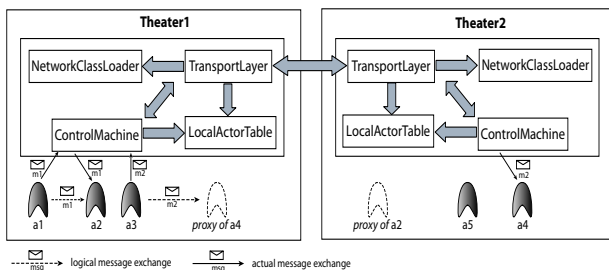 Theater1
NetworkClassLoader
TransportLayer
ControlMachine
LocalActorTable
m1
m1
m2
m1
m2
a1
a2
a3
proxy of a4
Theater2
TransportLayer
NetworkClassLoader
LocalActorTable
ControlMachine
m2
proxy of a2
a5
a4
msg
logical message exchange
msg
actual message exchange